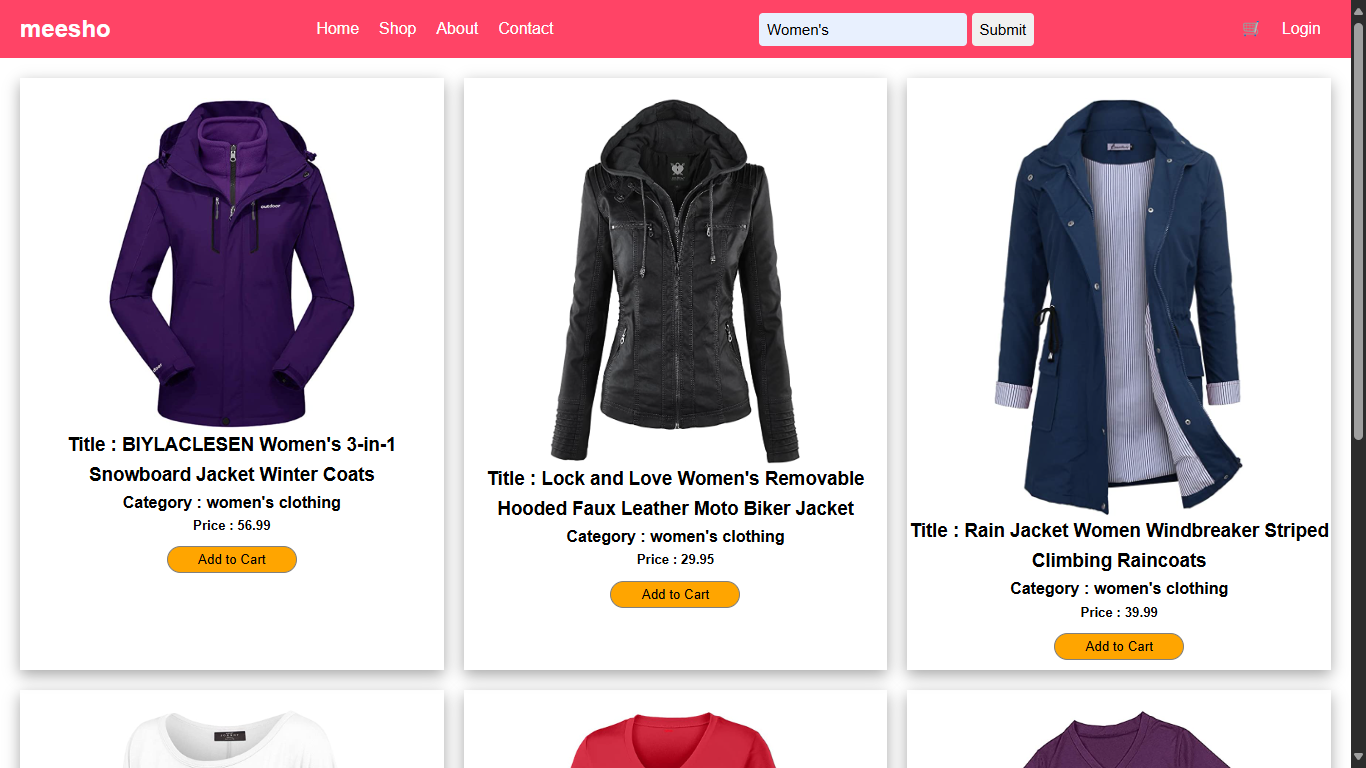 meesho
Home Shop About Contact
Women's
Submit
Login
outdoor
Title : BIYLACLESEN Women's 3-in-1
Snowboard Jacket Winter Coats
Category : women's clothing
Price : 56.99
Add to Cart
Title : Lock and Love Women's Removable
Hooded Faux Leather Moto Biker Jacket
Category : women's clothing
Price : 29.95
Add to Cart
Title : Rain Jacket Women Windbreaker Striped
Climbing Raincoats
Category : women's clothing
Price : 39.99
Add to Cart